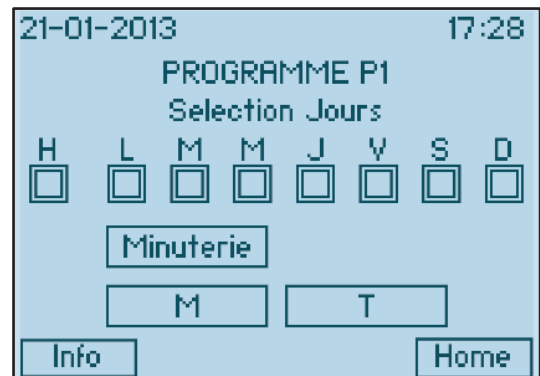 21-01-2013 17:28
PROGRAMME P1
Selection Jours
H L M M J V S D
Minuterie
M T
Info Home